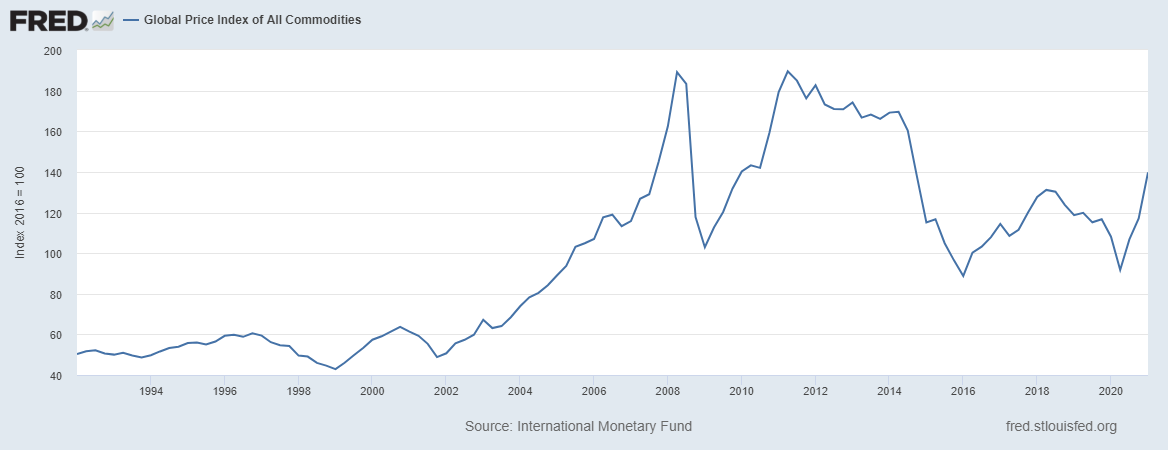 FRED
Global Price Index of All Commodities
200
180
160
140
120
100
80
60
40
Index 2016 = 100
1994 1996 1998 2000 2002 2004 2006 2008 2010 2012 2014 2016 2018 2020
Source: International Monetary Fund
fred.stlouisfed.org